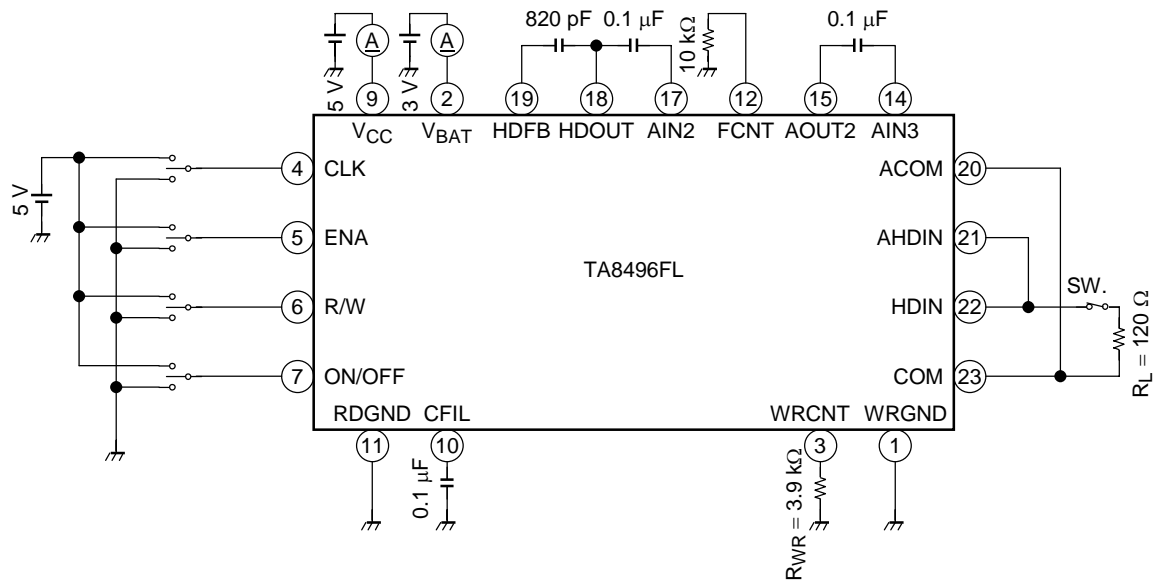 820 pF 0.1 μF 0.1 μF
5 V A 3 V A 10 kΩ
9 2 19 18 17 12 15 14
VCC VBAT HDFB HDOUT AIN2 FCNT AOUT2 AIN3
5 V
4 CLK ACOM 20
5 ENA AHDIN 21
TA8496FL
6 R/W HDIN 22
SW.
RL = 120 Ω
7 ON/OFF COM 23
RDGND CFIL WRCNT WRGND
11 10 3 1
0.1 μF
RWR = 3.9 kΩ